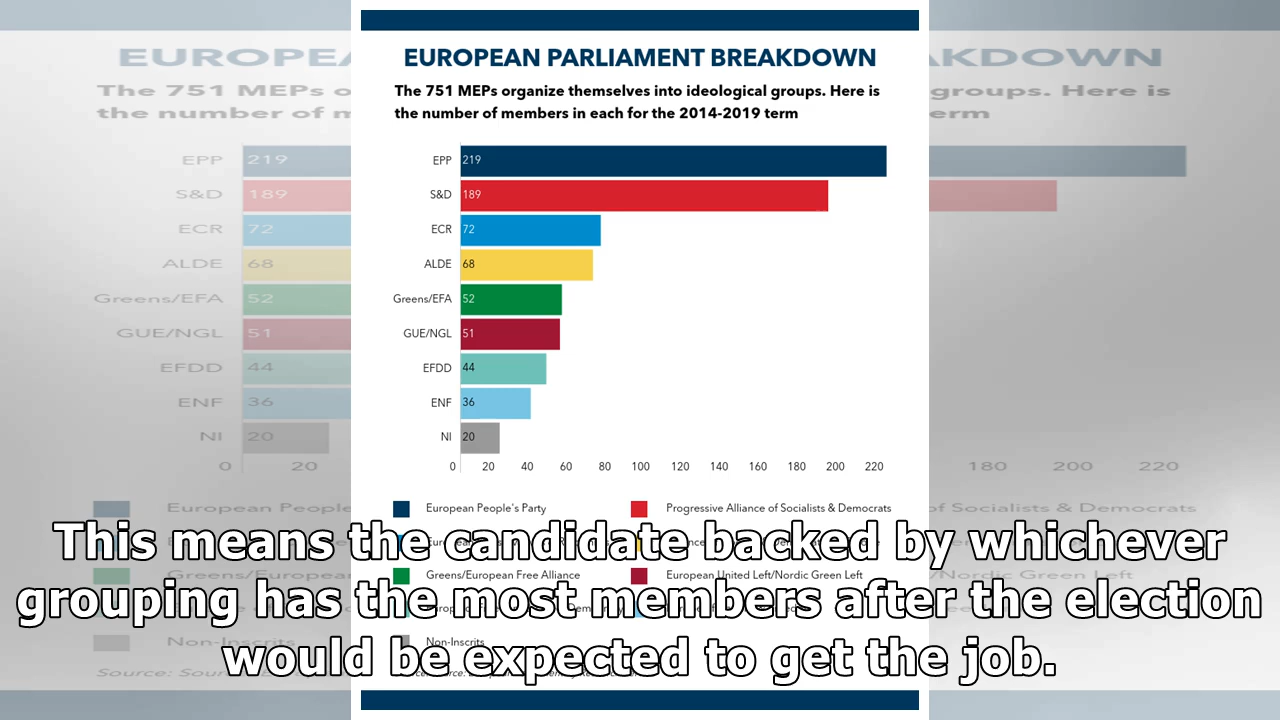 EUROPEAN PARLIAMENT BREAKDOWN
The 751 MEPs organize themselves into ideological groups. Here is
the number of members in each for the 2014-2019 term
EPP 219
S&D 189
ECR 72
ALDE 68
Greens/EFA 52
GUE/NGL 51
EFDD 44
ENF 36
NI 20
0 20 40 60 80 100 120 140 160 180 200 220
European People's Party Progressive Alliance of Socialists & Democrats
Greens/European Free Alliance European United Left/Nordic Green Left
Non-Inscrits
This means the candidate backed by whichever
grouping has the most members after the election
would be expected to get the job.